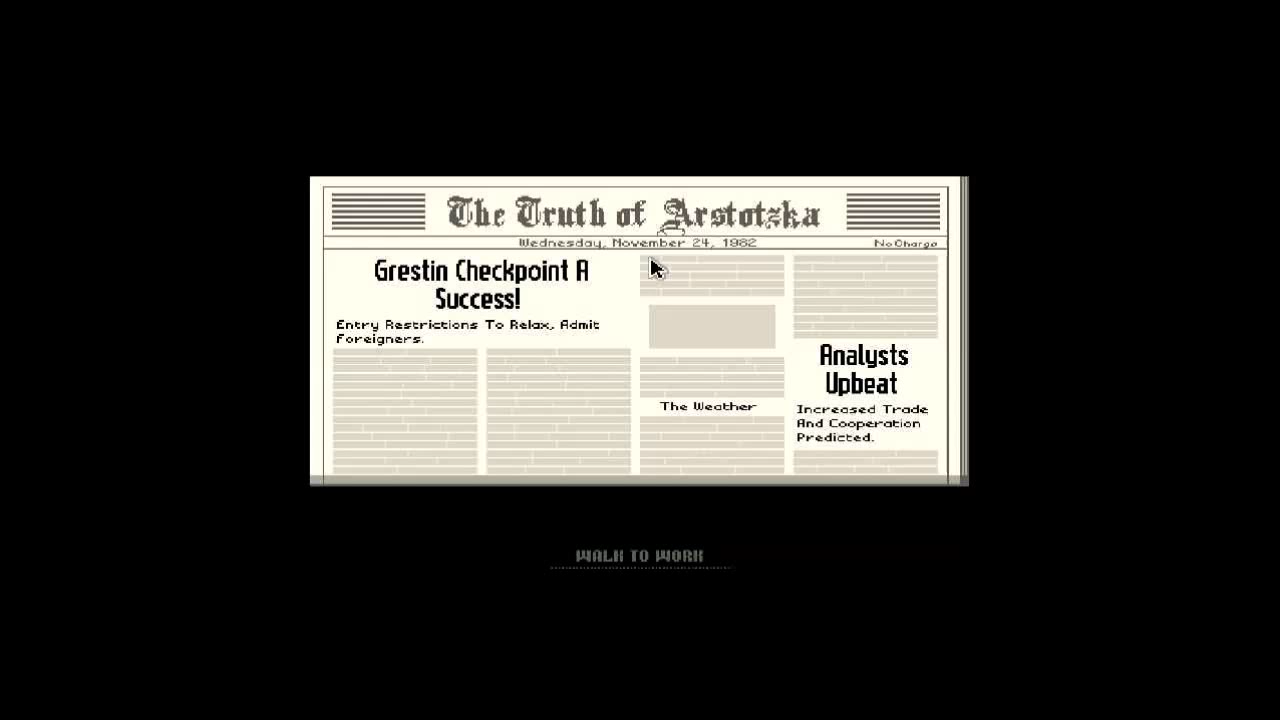 The Truth of Arstotzka
Wednesday, November 24, 1982
No Charge
Grestin Checkpoint A
Success!
Entry Restrictions To Relax, Admit
Foreigners.
The Weather
Analysts
Upbeat
Increased Trade
And Cooperation
Predicted.
WALK TO WORK